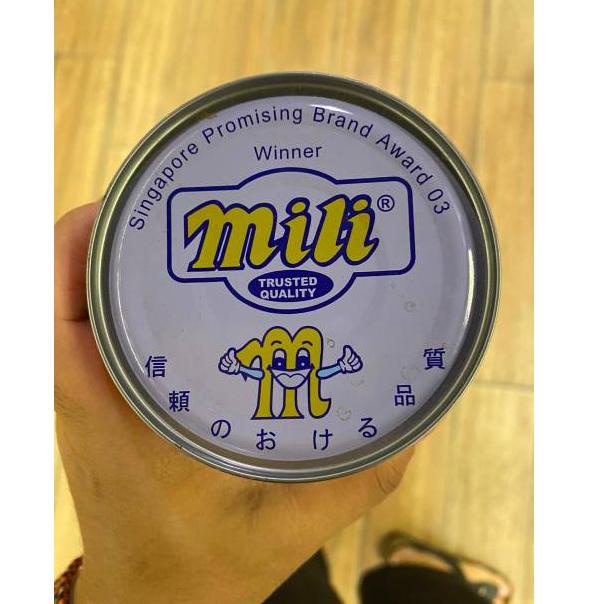 Singapore Promising Brand Award 03
Winner
mili®
TRUSTED
QUALITY
m
信頼のおける品質